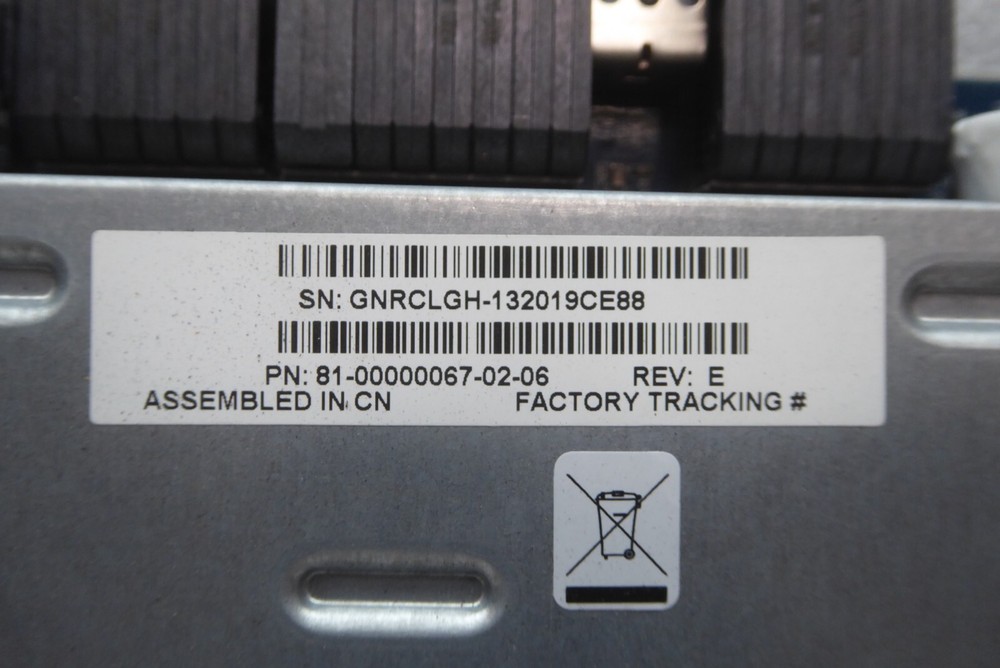 SN: GNRCLGH-132019CE88
PN: 81-00000067-02-06 REV: E
ASSEMBLED IN CN FACTORY TRACKING #